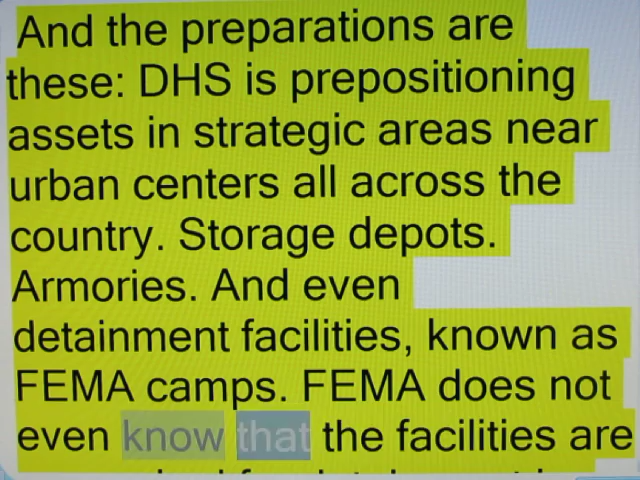 And the preparations are
these: DHS is prepositioning
assets in strategic areas near
urban centers all across the
country. Storage depots.
Armories. And even
detainment facilities, known as
FEMA camps. FEMA does not
even know that the facilities are